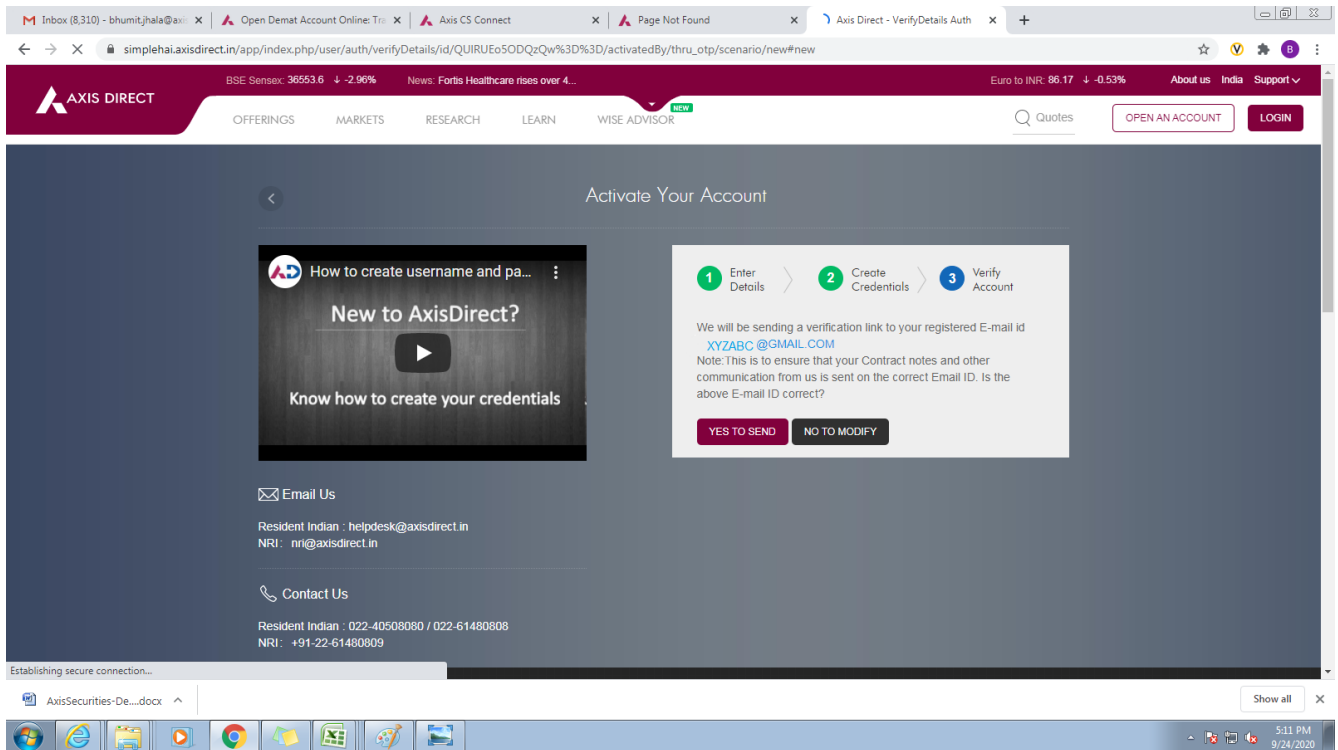 Inbox (8,310) - bhumit.jhala@axis
Open Demat Account Online: Tra
Axis CS Connect
Page Not Found
Axis Direct - VerifyDetails Auth
simplehai.axisdirect.in/app/index.php/user/auth/verifyDetails/id/QUIRUEo5ODQzQw%3D%3D/activatedBy/thru_otp/scenario/new#new
V
B
AXIS DIRECT
BSE Sensex: 36553.6 ↓ -2.96%
News: Fortis Healthcare rises over 4...
Euro to INR: 86.17 ↓ -0.53%
About us India Support
OFFERINGS MARKETS RESEARCH LEARN WISE ADVISOR NEW
Quotes
OPEN AN ACCOUNT
LOGIN
Activate Your Account
How to create username and pa...
New to AxisDirect?
Know how to create your credentials
1 Enter Details
2 Create Credentials
3 Verify Account
We will be sending a verification link to your registered E-mail id
XYZABC @GMAIL.COM
Note:This is to ensure that your Contract notes and other
communication from us is sent on the correct Email ID. Is the
above E-mail ID correct?
YES TO SEND
NO TO MODIFY
Email Us
Resident Indian : helpdesk@axisdirect.in
NRI: nri@axisdirect.in
Contact Us
Resident Indian : 022-40508080 / 022-61480808
NRI: +91-22-61480809
Establishing secure connection...
AxisSecurities-De....docx
Show all
5:11 PM
9/24/2020